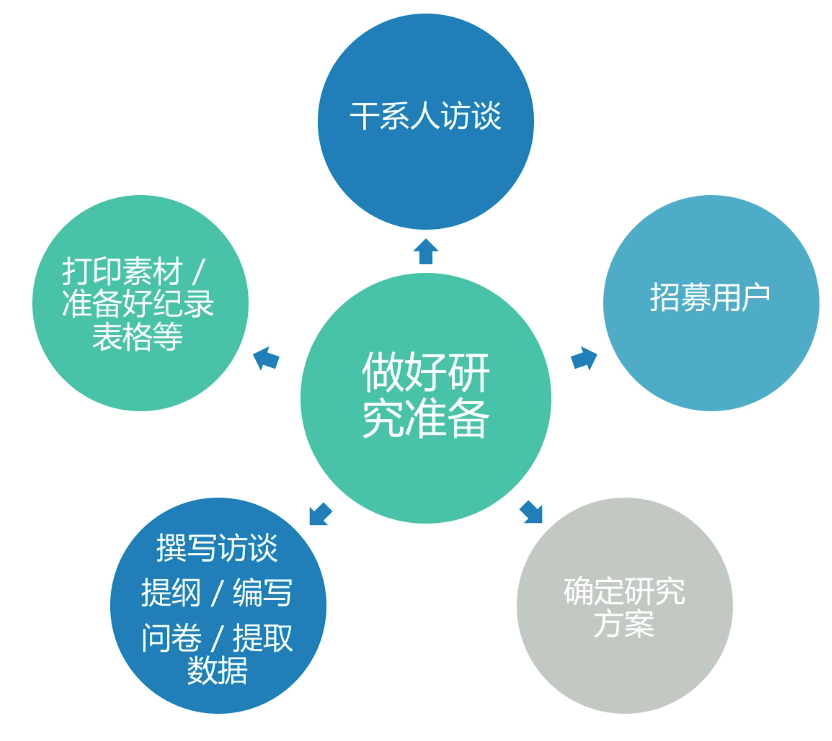 干系人访谈
打印素材 /
准备好纪录
表格等
招募用户
做好研
究准备
撰写访谈
提纲 / 编写
问卷 / 提取
数据
确定研究
方案